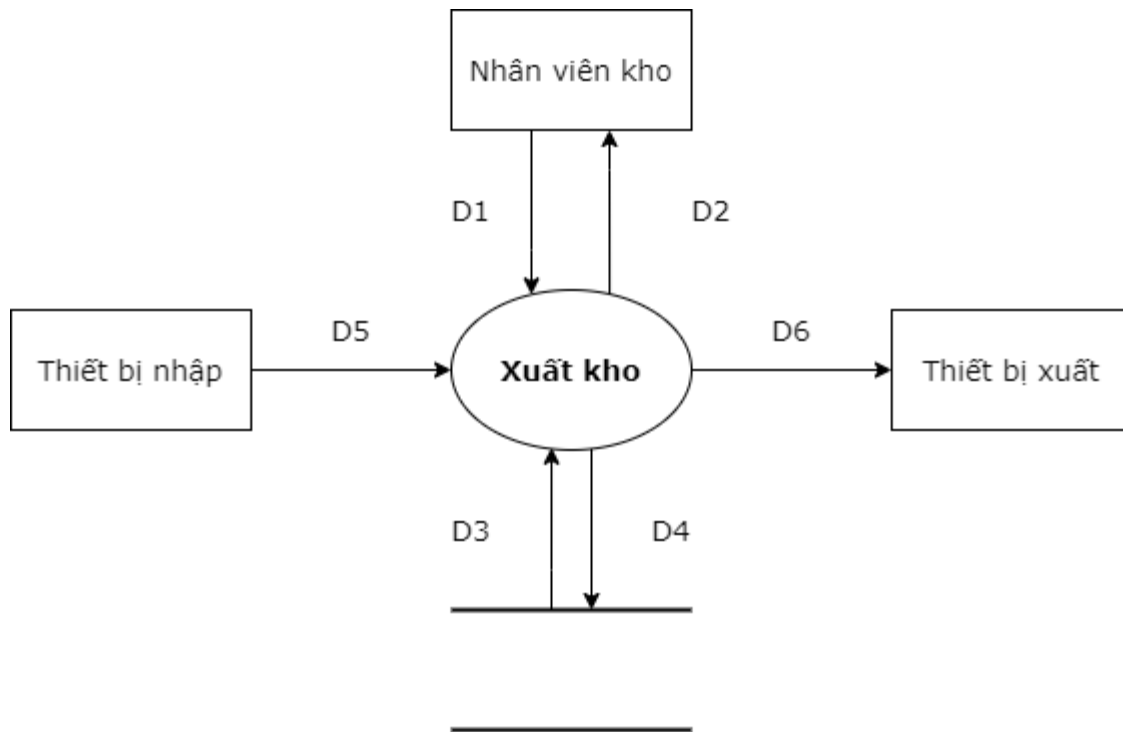 Nhân viên kho
D1
D2
D5
D6
Thiết bị nhập
Xuất kho
Thiết bị xuất
D3
D4